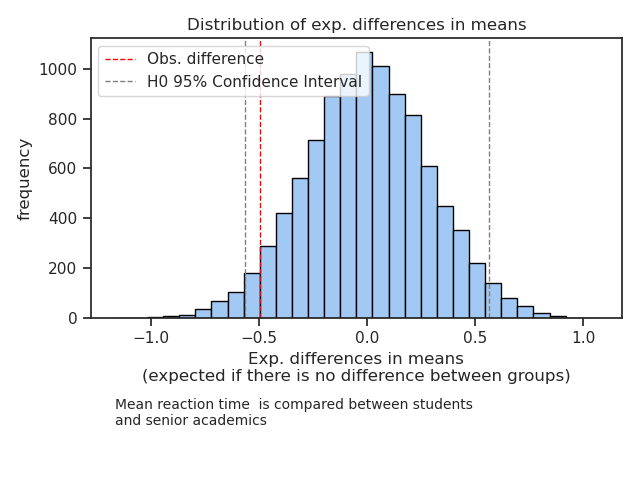 Distribution of exp. differences in means
Obs. difference
H0 95% Confidence Interval
frequency
1000
800
600
400
200
0
−1.0 −0.5 0.0 0.5 1.0
Exp. differences in means
(expected if there is no difference between groups)
Mean reaction time  is compared between students
and senior academics